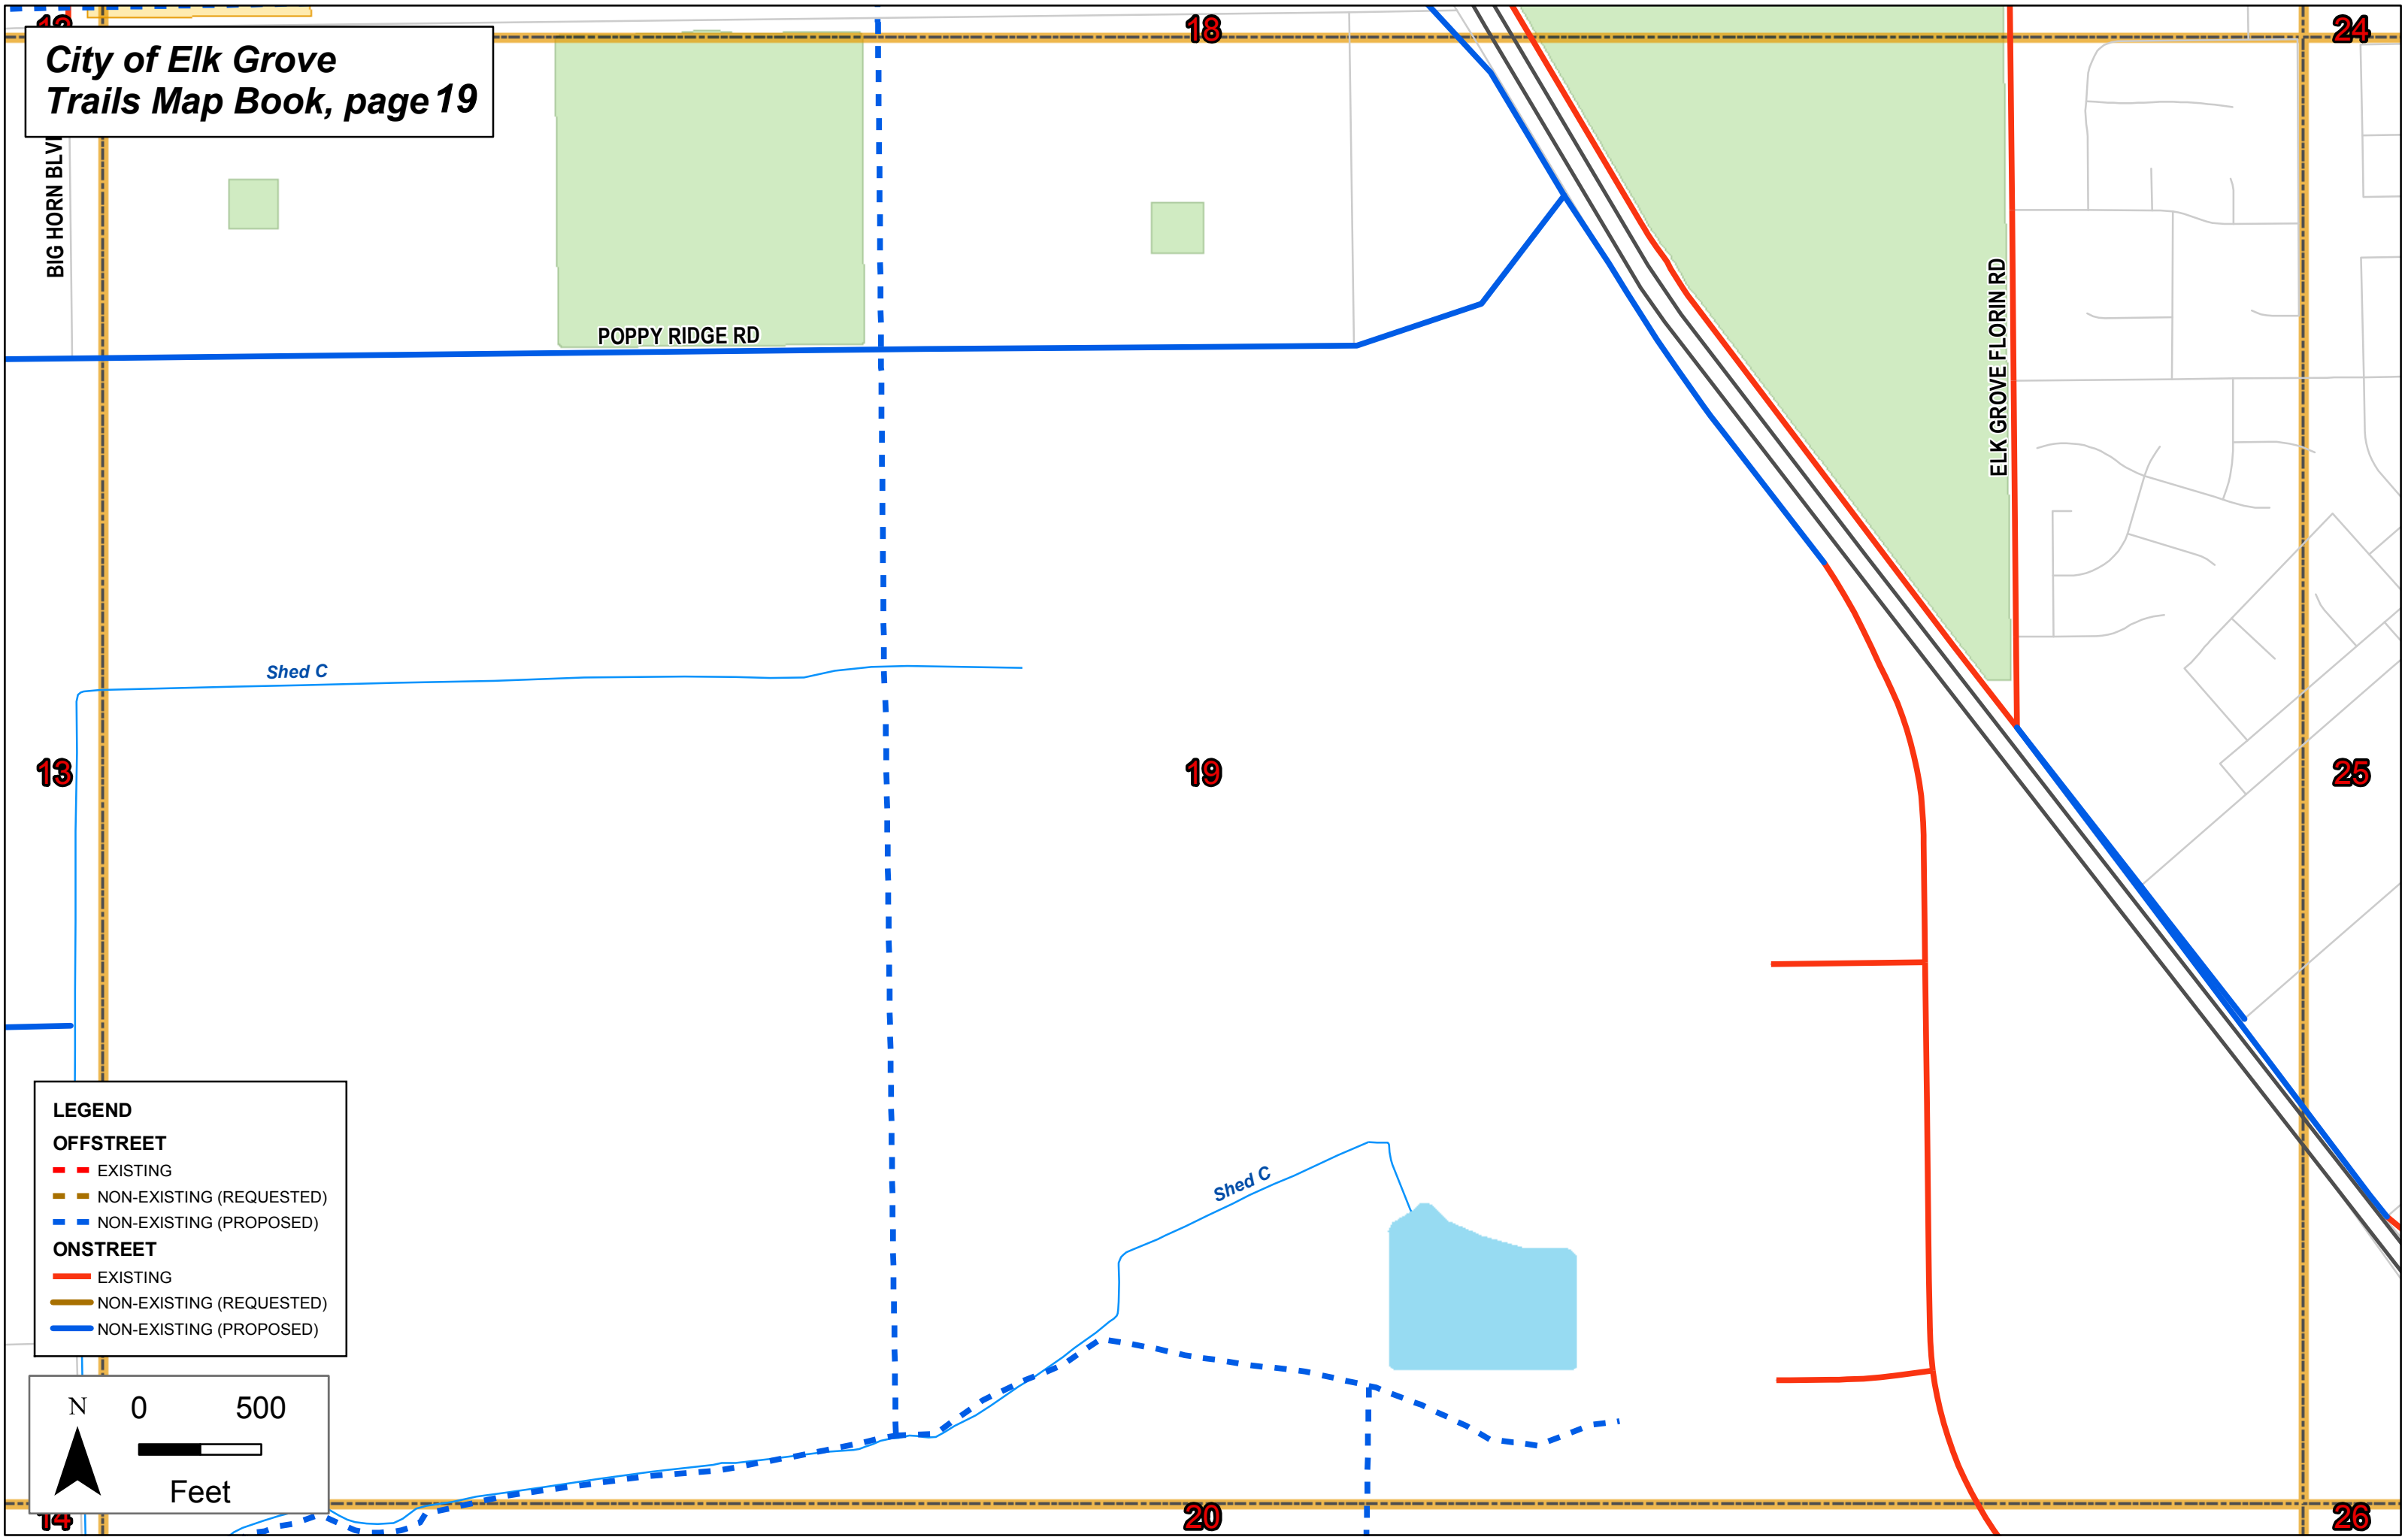 12
18
24
City of Elk Grove
Trails Map Book, page 19
BIG HORN BLV
POPPY RIDGE RD
ELK GROVE FLORIN RD
Shed C
13
19
25
Shed C
LEGEND
OFFSTREET
EXISTING
NON-EXISTING (REQUESTED)
NON-EXISTING (PROPOSED)
ONSTREET
EXISTING
NON-EXISTING (REQUESTED)
NON-EXISTING (PROPOSED)
N 0 500
Feet
14
20
26